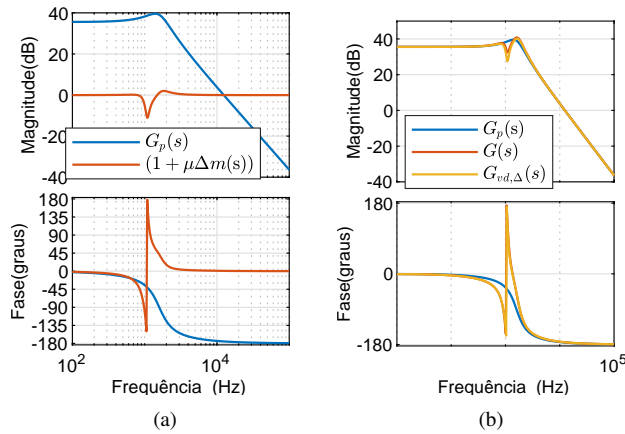 40
20
0
20
40
Magnitude(dB)
G_p(s)
(1 + μΔm(s))
180
135
90
45
0
-45
-90
-135
-180
Fase(graus)
10^2
10^4
Frequência (Hz)
(a)
40
20
0
-20
-40
Magnitude(dB)
G_p(s)
G(s)
G_{vd,Δ}(s)
180
0
-180
Fase(graus)
10^5
Frequência (Hz)
(b)